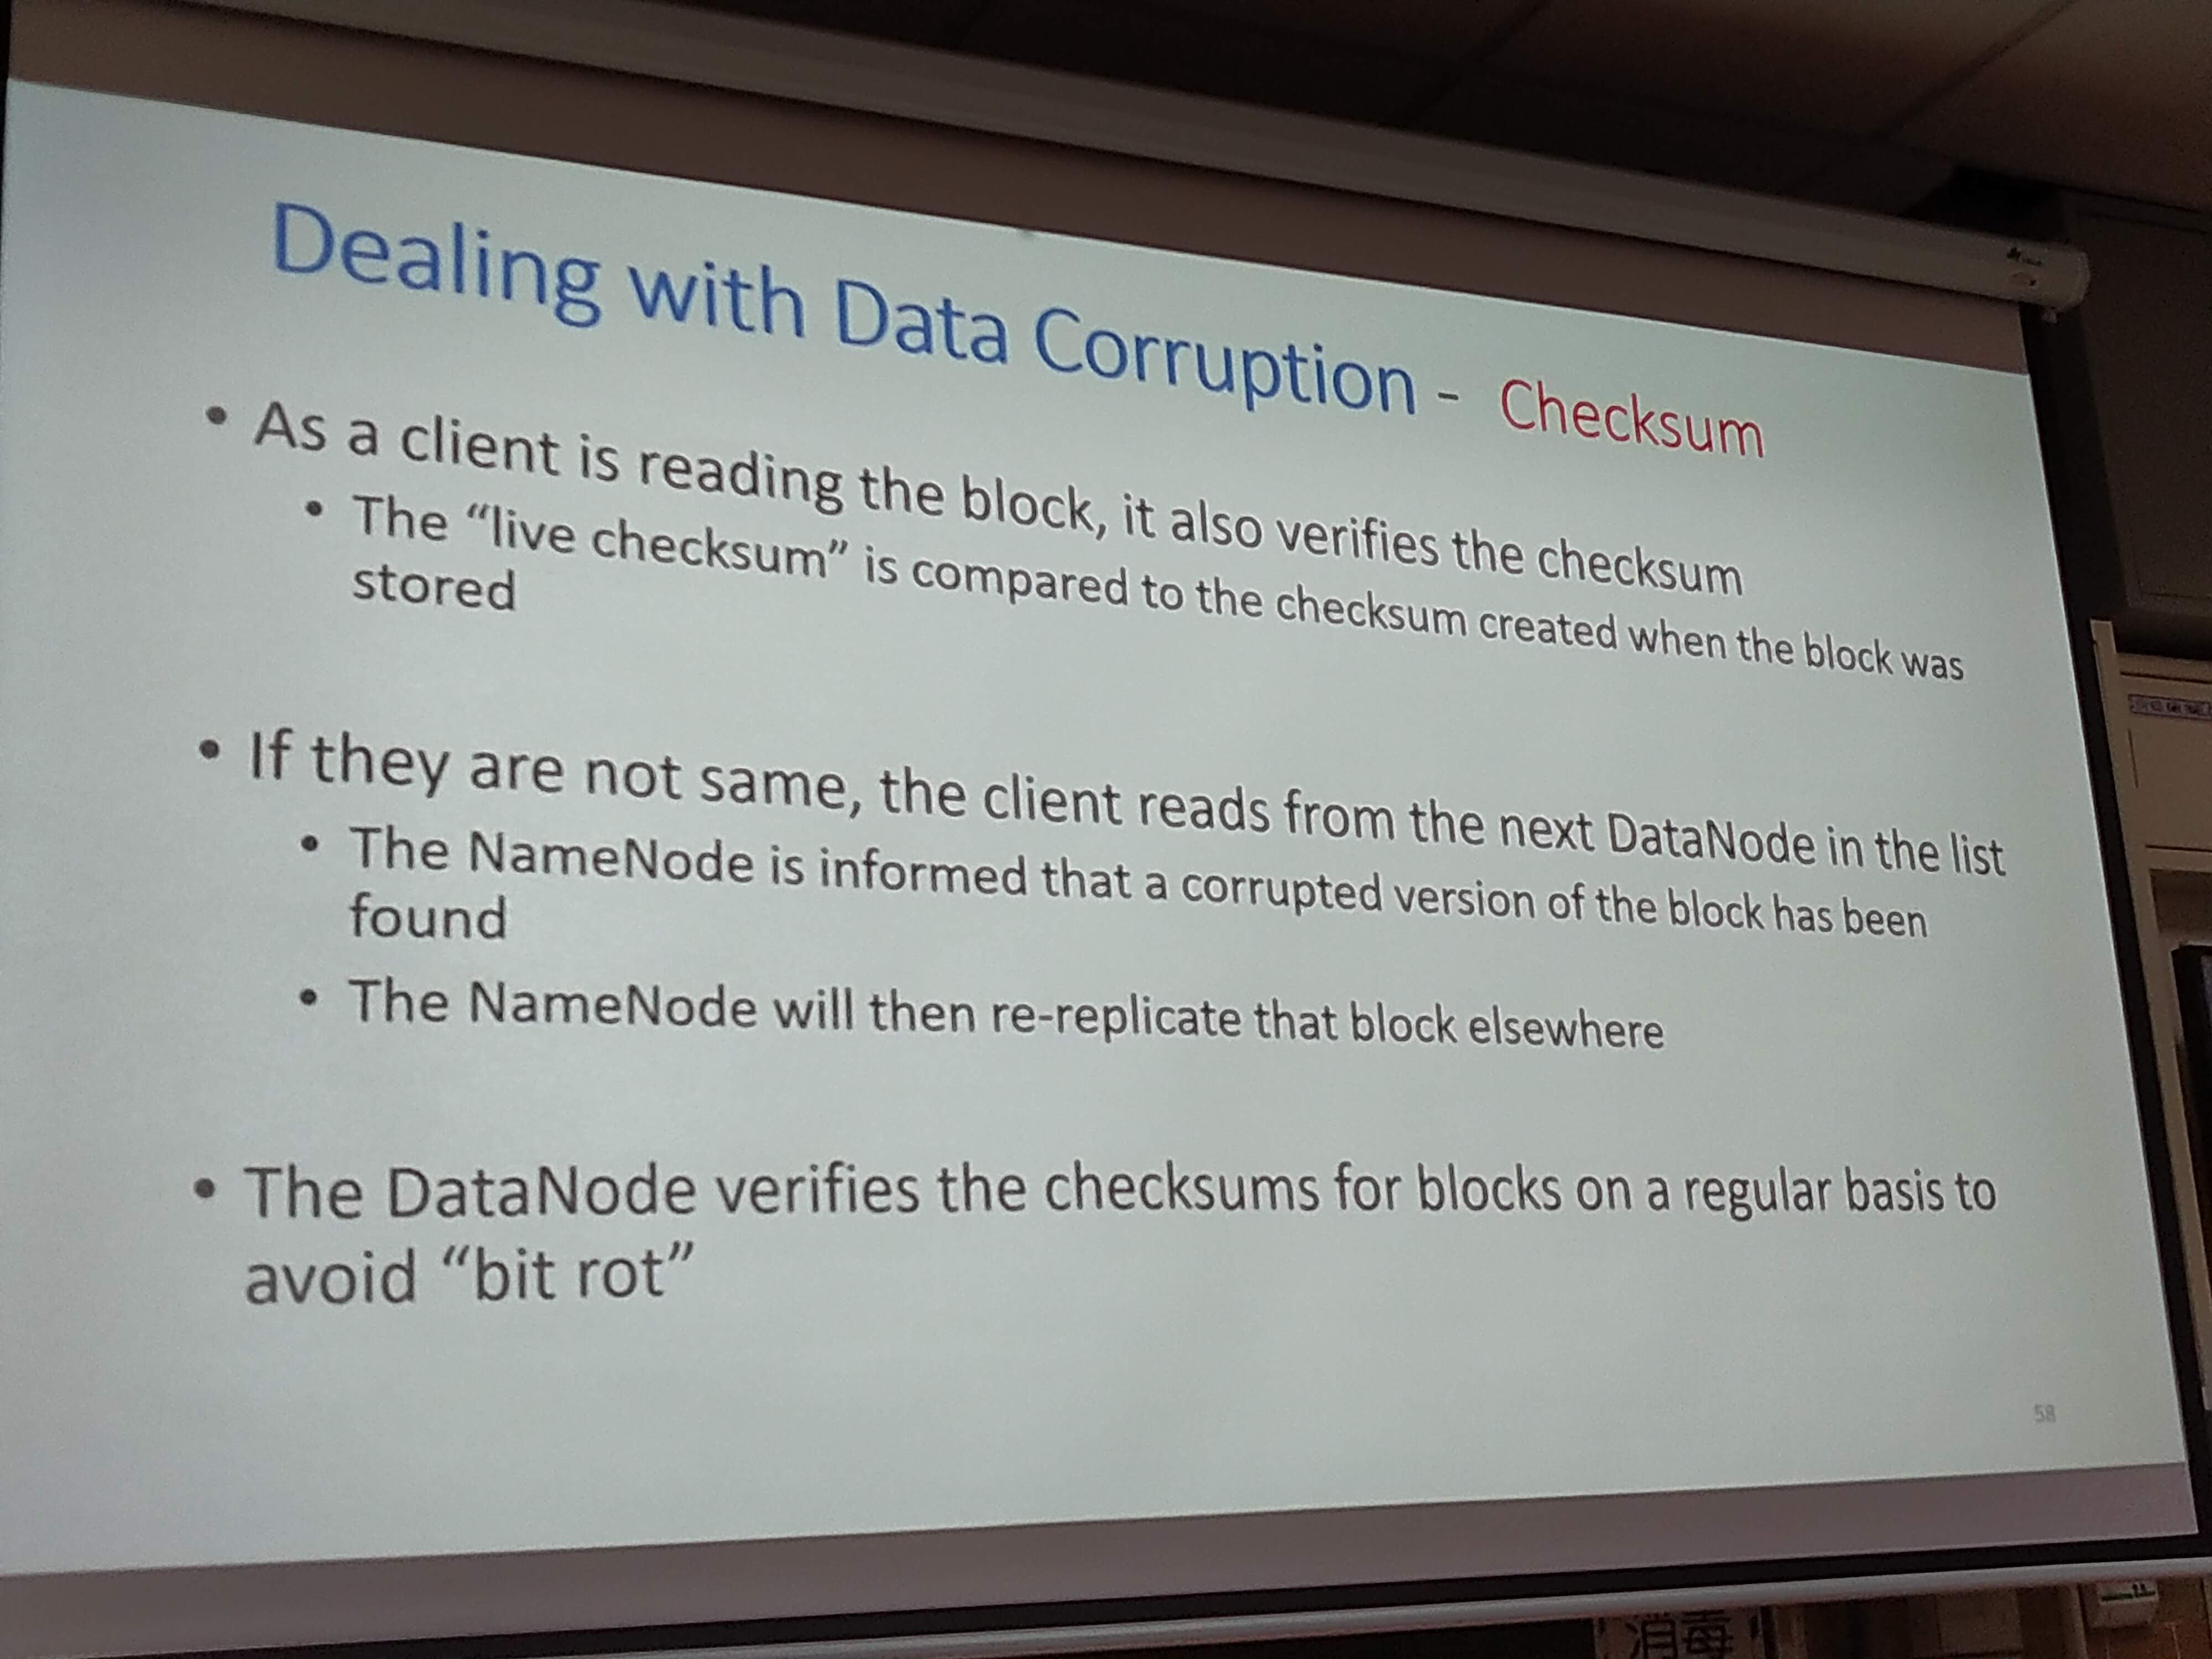 Dealing with Data Corruption - Checksum
• As a client is reading the block, it also verifies the checksum
• The “live checksum” is compared to the checksum created when the block was
stored
• If they are not same, the client reads from the next DataNode in the list
• The NameNode is informed that a corrupted version of the block has been
found
• The NameNode will then re-replicate that block elsewhere
• The DataNode verifies the checksums for blocks on a regular basis to
avoid “bit rot”
58
消毒